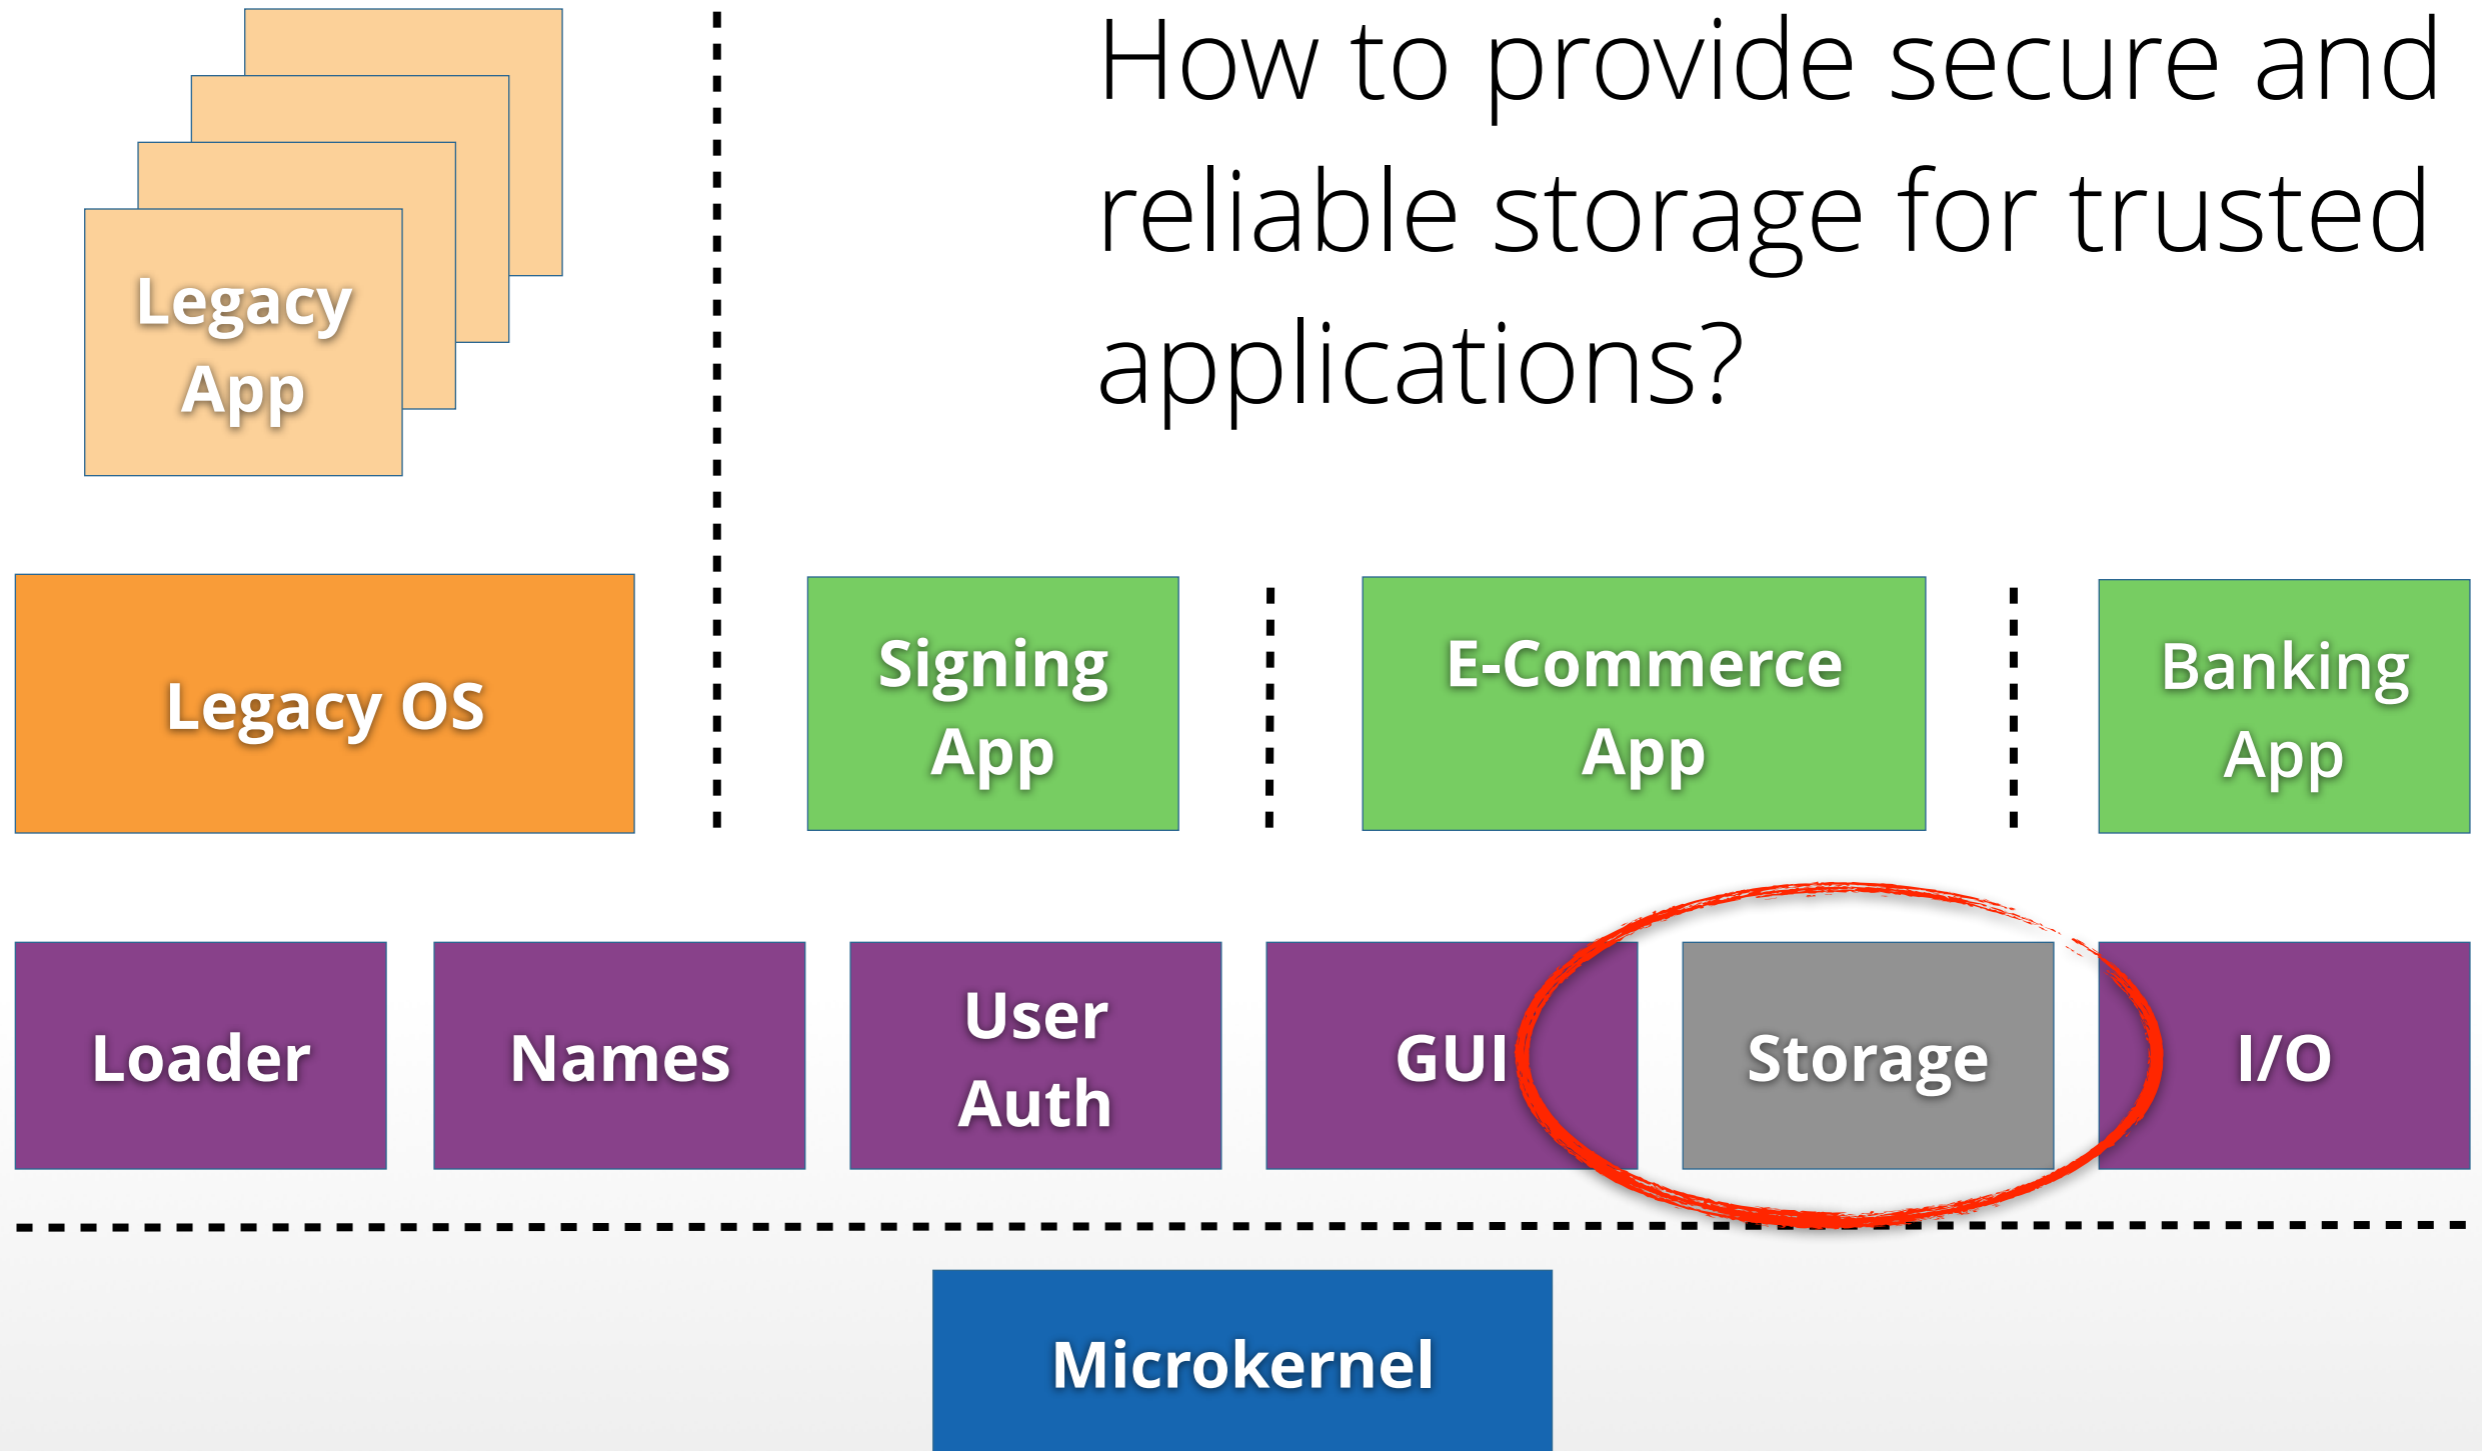 How to provide secure and
reliable storage for trusted
applications?
Legacy
App
Legacy OS
Signing
App
E-Commerce
App
Banking
App
Loader
Names
User
Auth
GUI
Storage
I/O
Microkernel